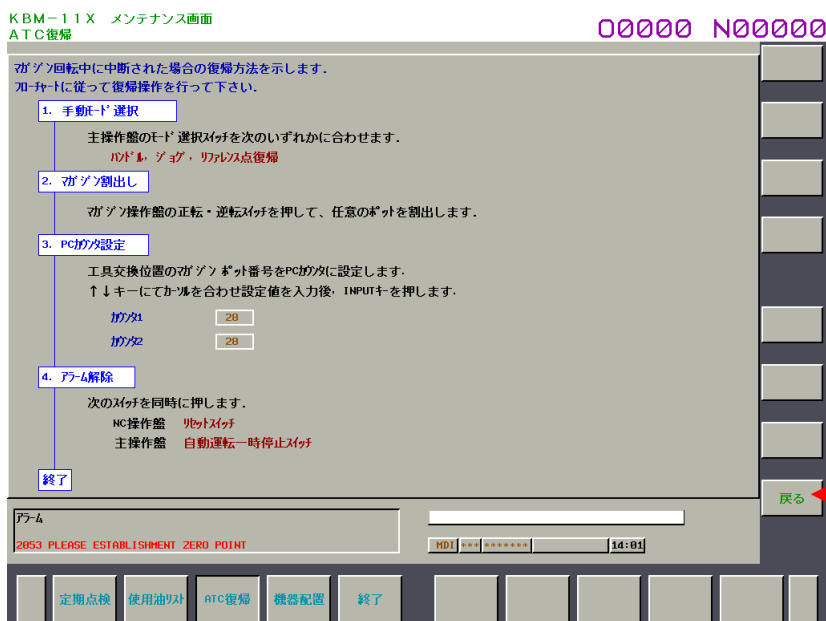 KBM-11X メンテナンス画面
ATC復帰
O0000 N00000
ﾏｶﾞｼﾞﾝ回転中に中断された場合の復帰方法を示します．
ﾌﾛｰﾁｬｰﾄに従って復帰操作を行って下さい．
1. 手動ﾓｰﾄﾞ選択
主操作盤のﾓｰﾄﾞ選択ｽｲｯﾁを次のいずれかに合わせます．
ﾊﾝﾄﾞﾙ，ｼﾞｮｸﾞ，ﾘﾌｧﾚﾝｽ点復帰
2. ﾏｶﾞｼﾞﾝ割出し
ﾏｶﾞｼﾞﾝ操作盤の正転・逆転ｽｲｯﾁを押して、任意のﾎﾟｯﾄを割出します．
3. PCｶｳﾝﾀ設定
工具交換位置のﾏｶﾞｼﾞﾝ ﾎﾟｯﾄ番号をPCｶｳﾝﾀに設定します．
↑↓キーにてｶｰｿﾙを合わせ設定値を入力後，INPUTｷｰを押します．
ｶｳﾝﾀ1 28
ｶｳﾝﾀ2 28
4. ｱﾗｰﾑ解除
次のｽｲｯﾁを同時に押します．
NC操作盤 ﾘｾｯﾄｽｲｯﾁ
主操作盤 自動運転一時停止ｽｲｯﾁ
終了
戻る
ｱﾗｰﾑ
2053 PLEASE ESTABLISHMENT ZERO POINT
MDI *** ******* 14:01
定期点検 使用油ﾘｽﾄ ATC復帰 機器配置 終了